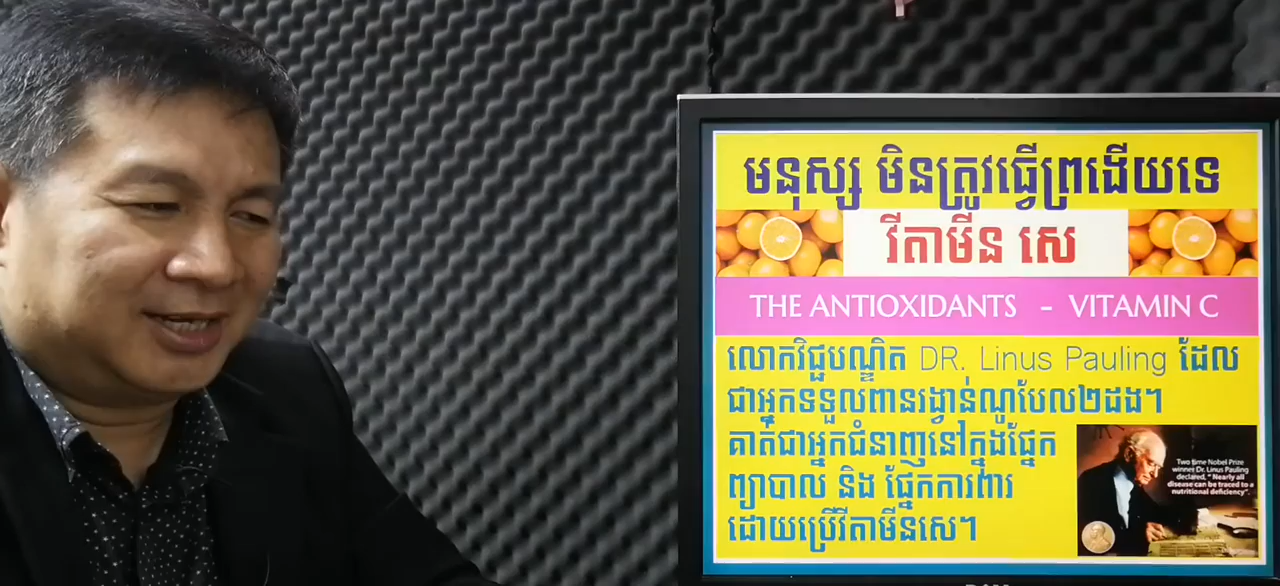 មនុស្ស មិនត្រូវធ្វើព្រងើយទេ
វីតាមីន សេ
THE ANTIOXIDANTS - VITAMIN C
លោកវិជ្ជបណ្ឌិត DR. Linus Pauling ដែល
ជាអ្នកទទួលពានរង្វាន់ណូបែល២ដង។
គាត់ជាអ្នកជំនាញនៅក្នុងផ្នែក
ព្យាបាល និង ផ្នែកការពារ
ដោយប្រើវីតាមីនសេ។
Two time Nobel Prize
winner Dr. Linus Pauling
declared, "Nearly all
disease can be traced to a
nutritional deficiency".